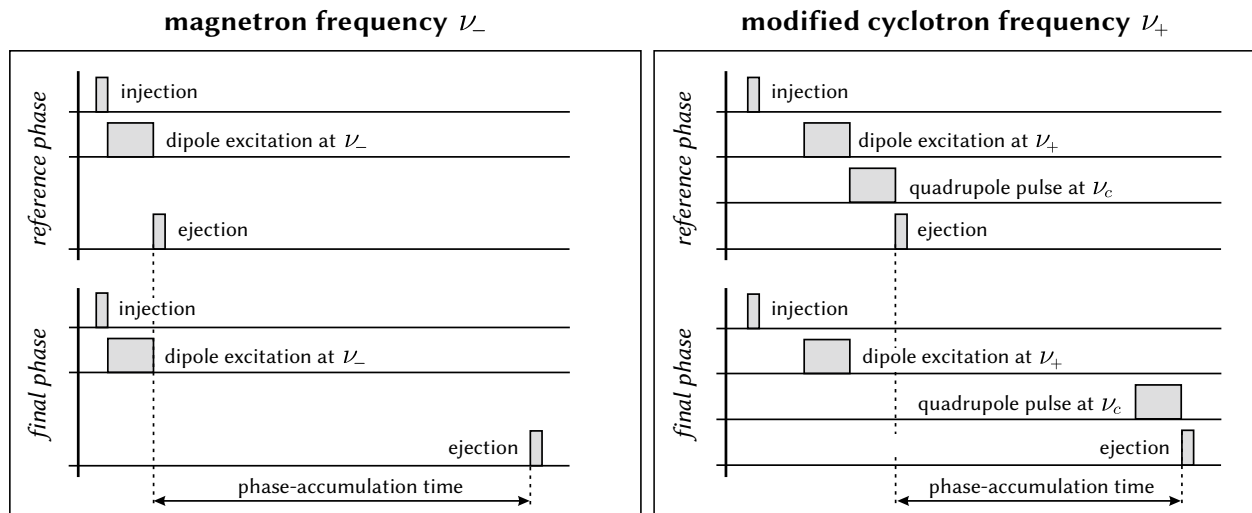 magnetron frequency ν₋
reference phase
injection
dipole excitation at ν₋
ejection
final phase
injection
dipole excitation at ν₋
ejection
phase-accumulation time
modified cyclotron frequency ν₊
reference phase
injection
dipole excitation at ν₊
quadrupole pulse at ν_c
ejection
final phase
injection
dipole excitation at ν₊
quadrupole pulse at ν_c
ejection
phase-accumulation time